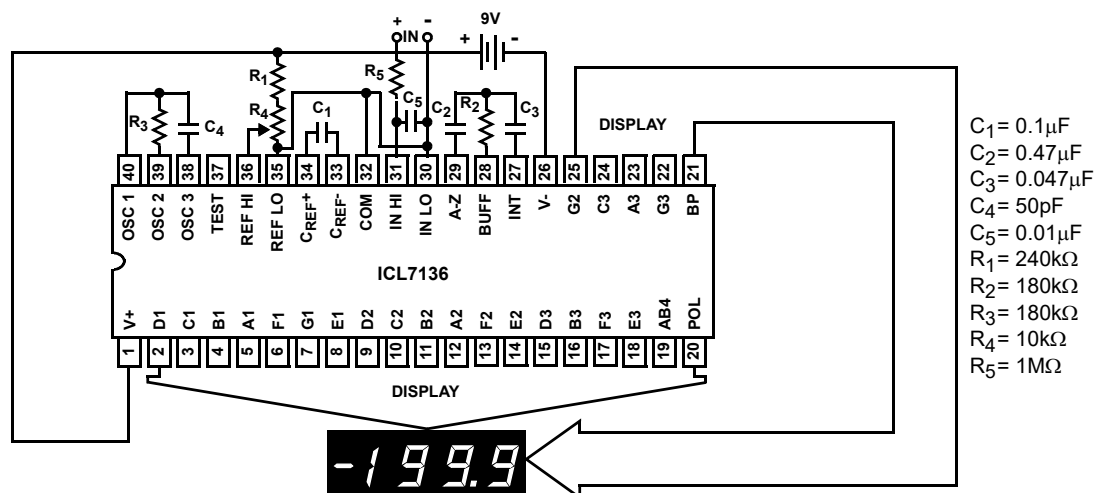 + -
IN
9V
+ -
R1
R5
R4
C1
C5
C2
R2
C3
R3
C4
DISPLAY
40 39 38 37 36 35 34 33 32 31 30 29 28 27 26 25 24 23 22 21
OSC 1 OSC 2 OSC 3 TEST REF HI REF LO CREF+ CREF- COM IN HI IN LO A-Z BUFF INT V- G2 C3 A3 G3 BP
ICL7136
V+ D1 C1 B1 A1 F1 G1 E1 D2 C2 B2 A2 F2 E2 D3 B3 F3 E3 AB4 POL
1 2 3 4 5 6 7 8 9 10 11 12 13 14 15 16 17 18 19 20
DISPLAY
-199.9
C1= 0.1μF
C2= 0.47μF
C3= 0.047μF
C4= 50pF
C5= 0.01μF
R1= 240kΩ
R2= 180kΩ
R3= 180kΩ
R4= 10kΩ
R5= 1MΩ